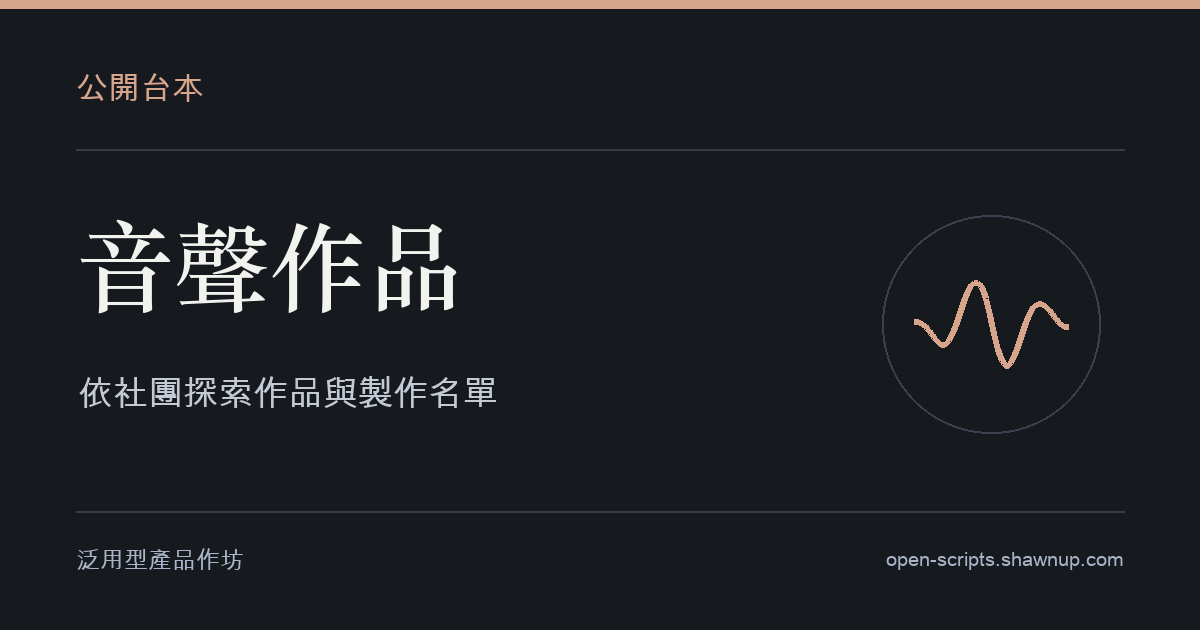 公開台本
音聲作品
依社團探索作品與製作名單
泛用型產品作坊
open-scripts.shawnup.com